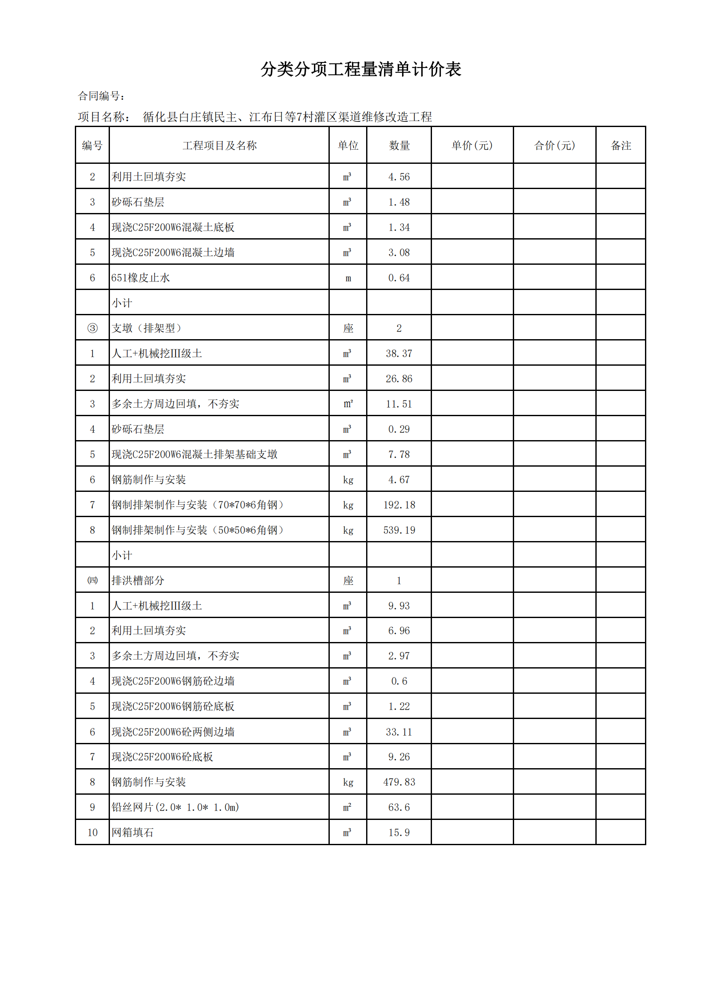 分类分项工程量清单计价表
合同编号：
项目名称： 循化县白庄镇民主、江布日等7村灌区渠道维修改造工程
编号 工程项目及名称 单位 数量 单价(元) 合价(元) 备注
2 利用土回填夯实 m³ 4.56
3 砂砾石垫层 m³ 1.48
4 现浇C25F200W6混凝土底板 m³ 1.34
5 现浇C25F200W6混凝土边墙 m³ 3.08
6 651橡皮止水 m 0.64
小计
③ 支墩（排架型） 座 2
1 人工+机械挖Ⅲ级土 m³ 38.37
2 利用土回填夯实 m³ 26.86
3 多余土方周边回填，不夯实 m² 11.51
4 砂砾石垫层 m³ 0.29
5 现浇C25F200W6混凝土排架基础支墩 m³ 7.78
6 钢筋制作与安装 kg 4.67
7 钢制排架制作与安装（70*70*6角钢） kg 192.18
8 钢制排架制作与安装（50*50*6角钢） kg 539.19
小计
㈣ 排洪槽部分 座 1
1 人工+机械挖Ⅲ级土 m³ 9.93
2 利用土回填夯实 m³ 6.96
3 多余土方周边回填，不夯实 m³ 2.97
4 现浇C25F200W6钢筋砼边墙 m³ 0.6
5 现浇C25F200W6钢筋砼底板 m³ 1.22
6 现浇C25F200W6砼两侧边墙 m³ 33.11
7 现浇C25F200W6砼底板 m³ 9.26
8 钢筋制作与安装 kg 479.83
9 铅丝网片(2.0* 1.0* 1.0m) m² 63.6
10 网箱填石 m³ 15.9